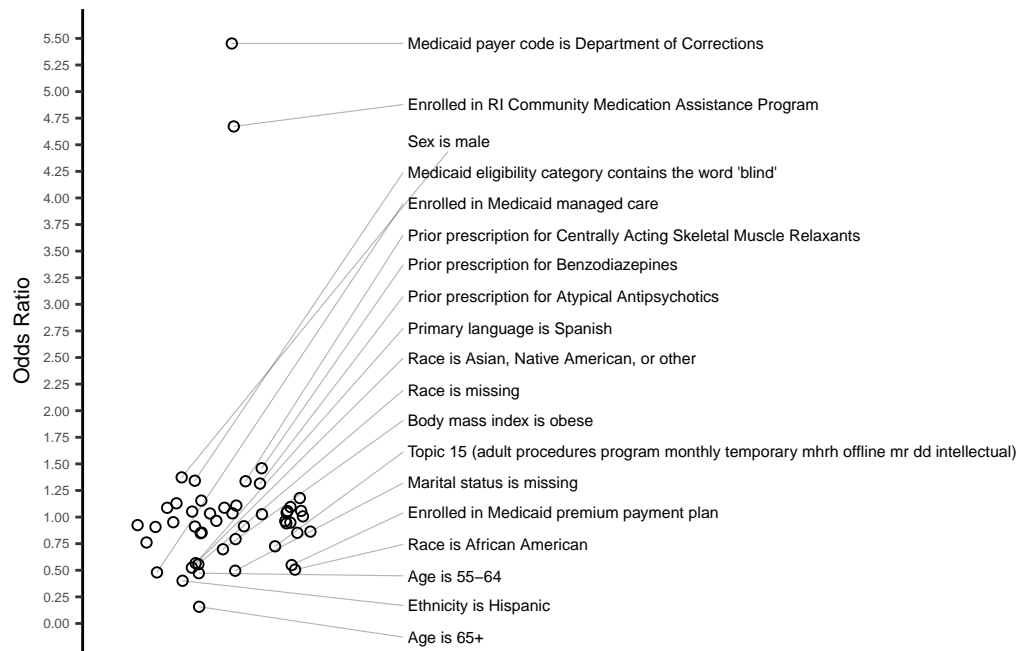 Odds Ratio
5.50
5.25
5.00
4.75
4.50
4.25
4.00
3.75
3.50
3.25
3.00
2.75
2.50
2.25
2.00
1.75
1.50
1.25
1.00
0.75
0.50
0.25
0.00
Medicaid payer code is Department of Corrections
Enrolled in RI Community Medication Assistance Program
Sex is male
Medicaid eligibility category contains the word 'blind'
Enrolled in Medicaid managed care
Prior prescription for Centrally Acting Skeletal Muscle Relaxants
Prior prescription for Benzodiazepines
Prior prescription for Atypical Antipsychotics
Primary language is Spanish
Race is Asian, Native American, or other
Race is missing
Body mass index is obese
Topic 15 (adult procedures program monthly temporary mhrh offline mr dd intellectual)
Marital status is missing
Enrolled in Medicaid premium payment plan
Race is African American
Age is 55−64
Ethnicity is Hispanic
Age is 65+